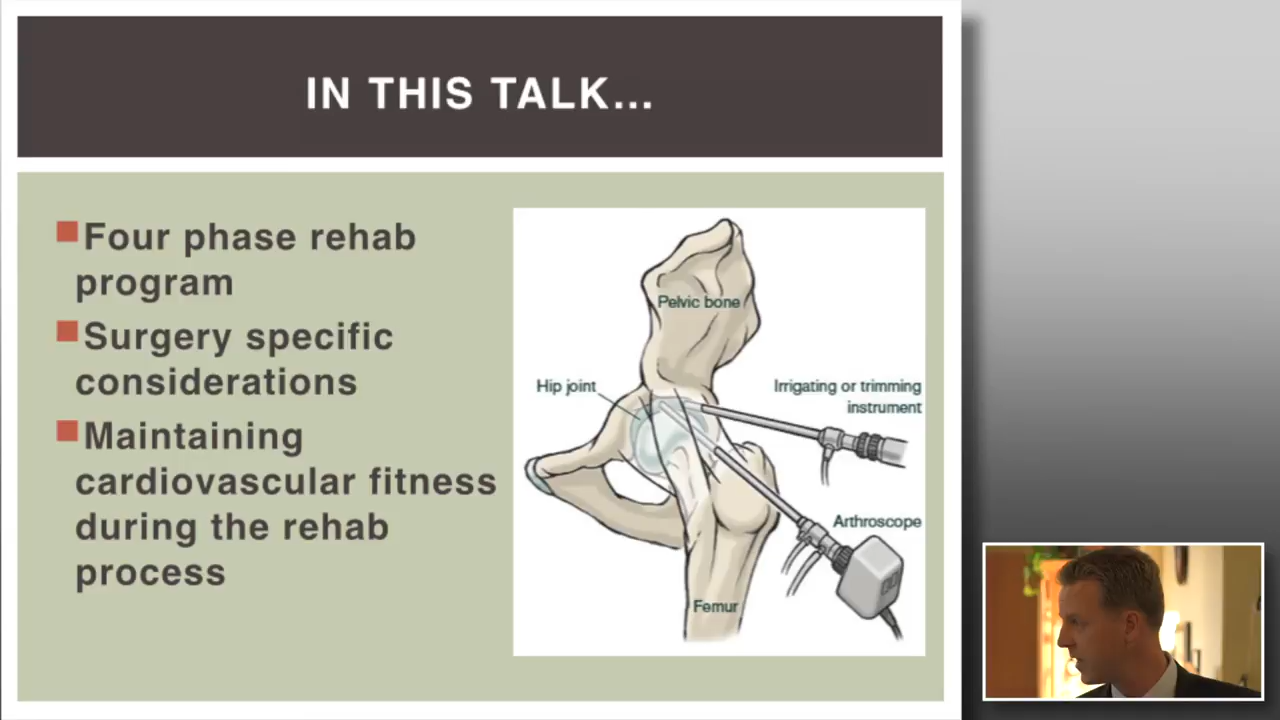 IN THIS TALK...
Four phase rehab
program
Surgery specific
considerations
Maintaining
cardiovascular fitness
during the rehab
process
Pelvic bone
Hip joint
Irrigating or trimming
instrument
Arthroscope
Femur